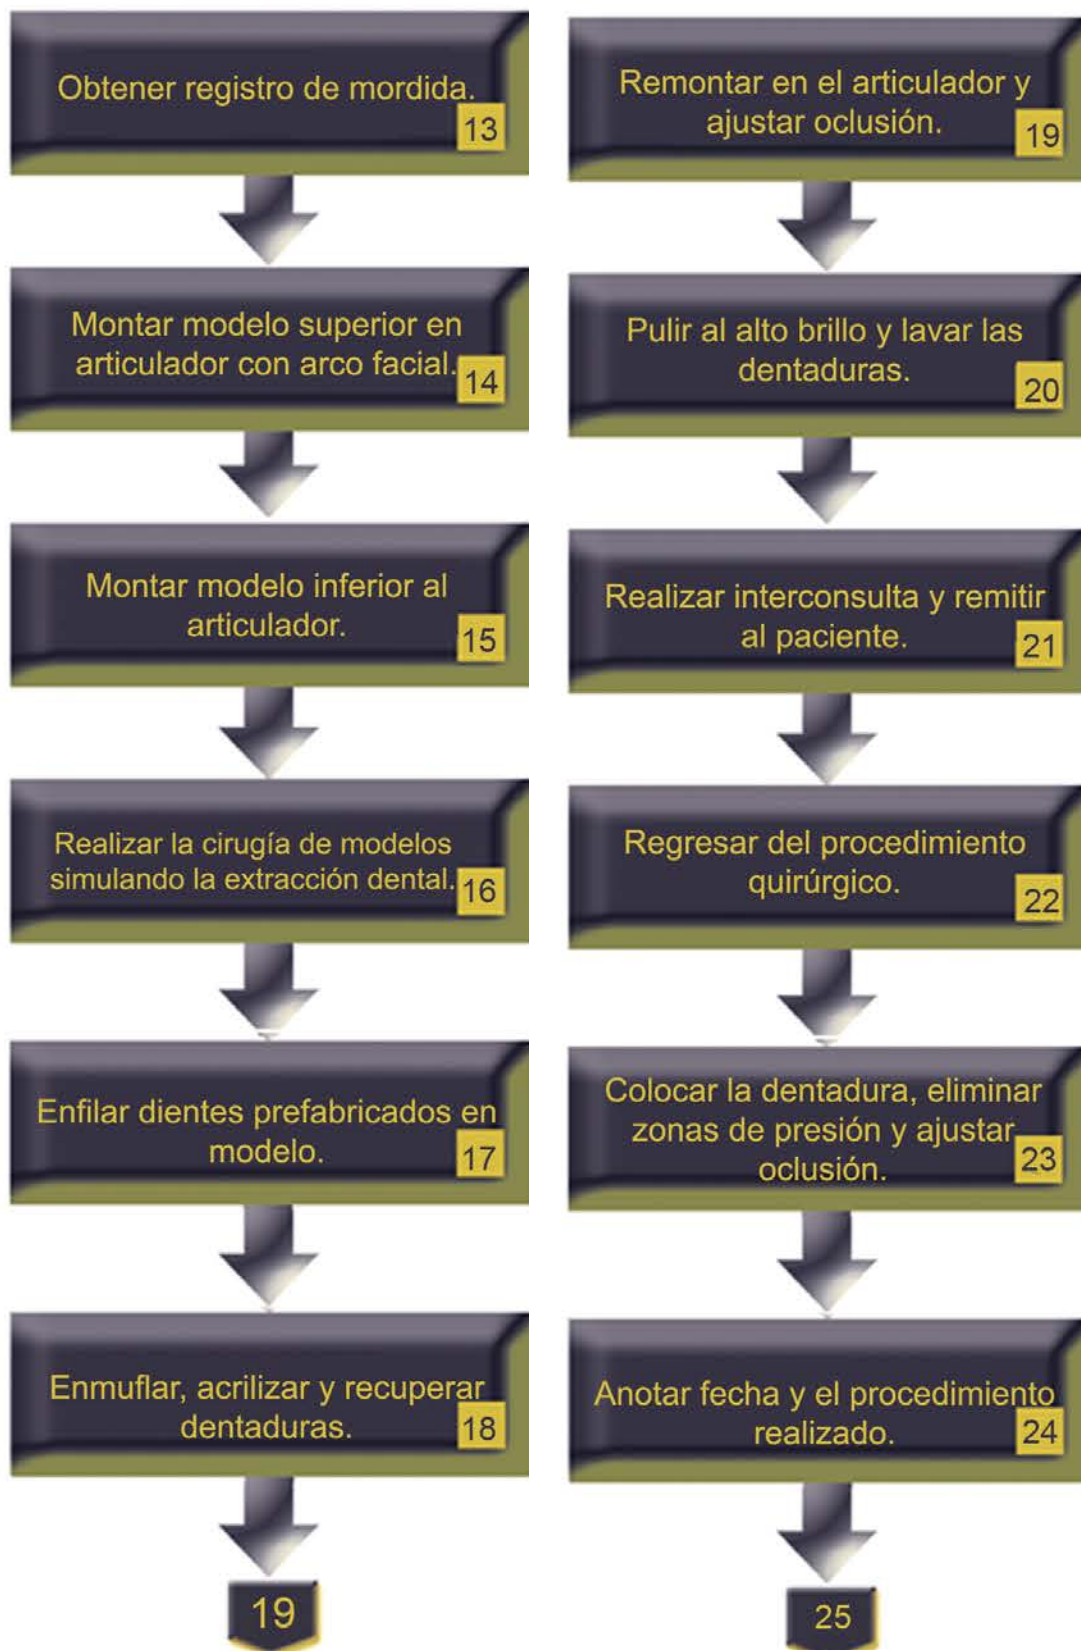 Obtener registro de mordida.
13
Montar modelo superior en
articulador con arco facial.
14
Montar modelo inferior al
articulador.
15
Realizar la cirugía de modelos
simulando la extracción dental.
16
Enfilar dientes prefabricados en
modelo.
17
Enmuflar, acrilizar y recuperar
dentaduras.
18
19
Remontar en el articulador y
ajustar oclusión.
19
Pulir al alto brillo y lavar las
dentaduras.
20
Realizar interconsulta y remitir
al paciente.
21
Regresar del procedimiento
quirúrgico.
22
Colocar la dentadura, eliminar
zonas de presión y ajustar
oclusión.
23
Anotar fecha y el procedimiento
realizado.
24
25